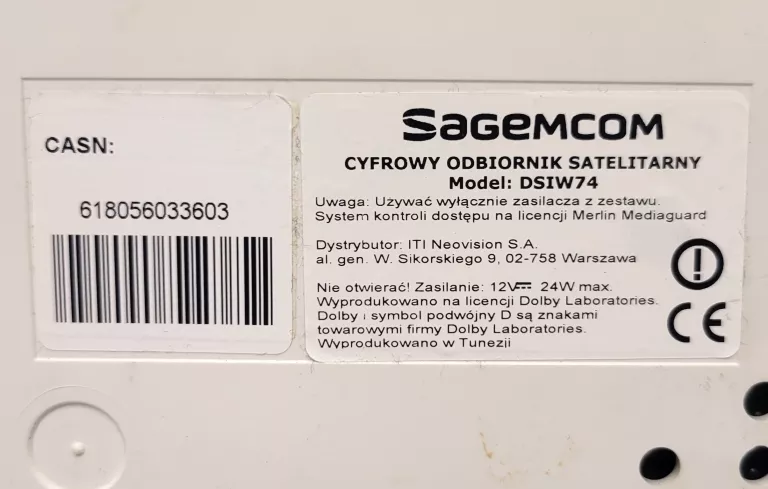 CASN:
618056033603
SAGEMCOM
CYFROWY ODBIORNIK SATELITARNY
Model: DSIW74
Uwaga: Używać wyłącznie zasilacza z zestawu.
System kontroli dostępu na licencji Merlin Mediaguard
Dystrybutor: ITI Neovision S.A.
al. gen. W. Sikorskiego 9, 02-758 Warszawa
Nie otwierać! Zasilanie: 12V⎓ 24W max.
Wyprodukowano na licencji Dolby Laboratories.
Dolby i symbol podwójny D są znakami
towarowymi firmy Dolby Laboratories.
Wyprodukowano w Tunezji
CE